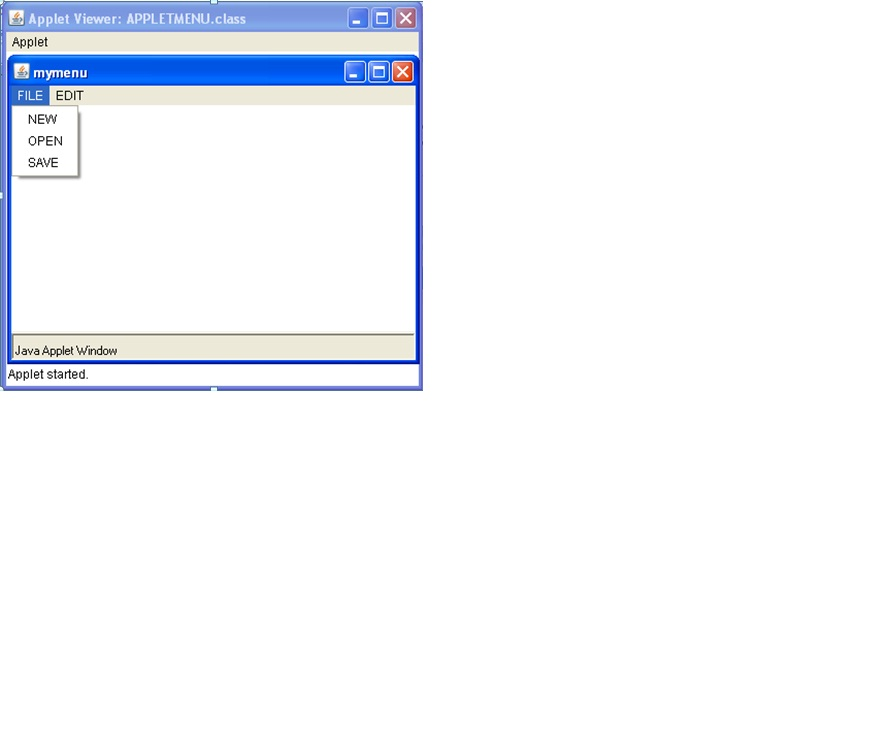 Applet Viewer: APPLETMENU.class
Applet
mymenu
FILE EDIT
NEW
OPEN
SAVE
Java Applet Window
Applet started.